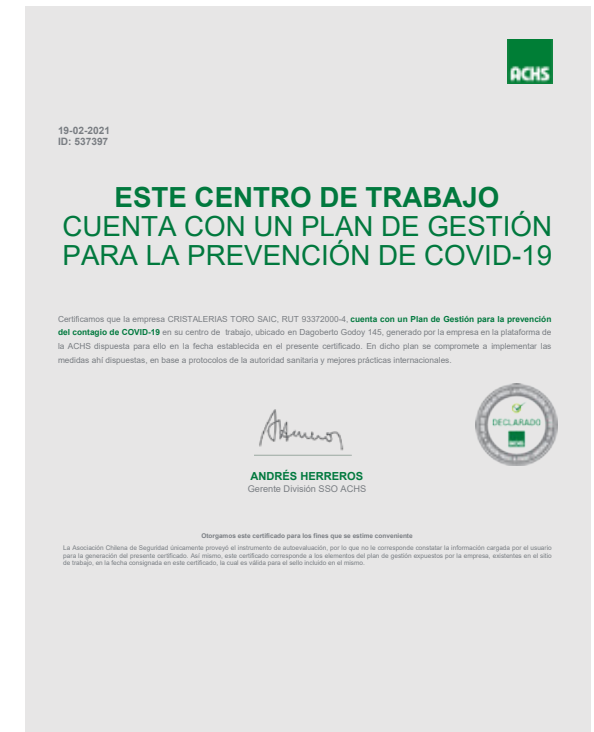 ACHS
19-02-2021
ID: 537397
ESTE CENTRO DE TRABAJO
CUENTA CON UN PLAN DE GESTIÓN
PARA LA PREVENCIÓN DE COVID-19
Certificamos que la empresa CRISTALERIAS TORO SAIC, RUT 93372000-4, cuenta con un Plan de Gestión para la prevención
del contagio de COVID-19 en su centro de trabajo, ubicado en Dagoberto Godoy 145, generado por la empresa en la plataforma de
la ACHS dispuesta para ello en la fecha establecida en el presente certificado. En dicho plan se compromete a implementar las
medidas ahí dispuestas, en base a protocolos de la autoridad sanitaria y mejores prácticas internacionales.
DECLARADO
ANDRÉS HERREROS
Gerente División SSO ACHS
Otorgamos este certificado para los fines que se estime conveniente
La Asociación Chilena de Seguridad únicamente proveyó el instrumento de autoevaluación, por lo que no le corresponde constatar la información cargada por el usuario
para la generación del presente certificado. Así mismo, este certificado corresponde a los elementos del plan de gestión expuestos por la empresa, existentes en el sitio
de trabajo, en la fecha consignada en este certificado, la cual es válida para el sello incluido en el mismo.